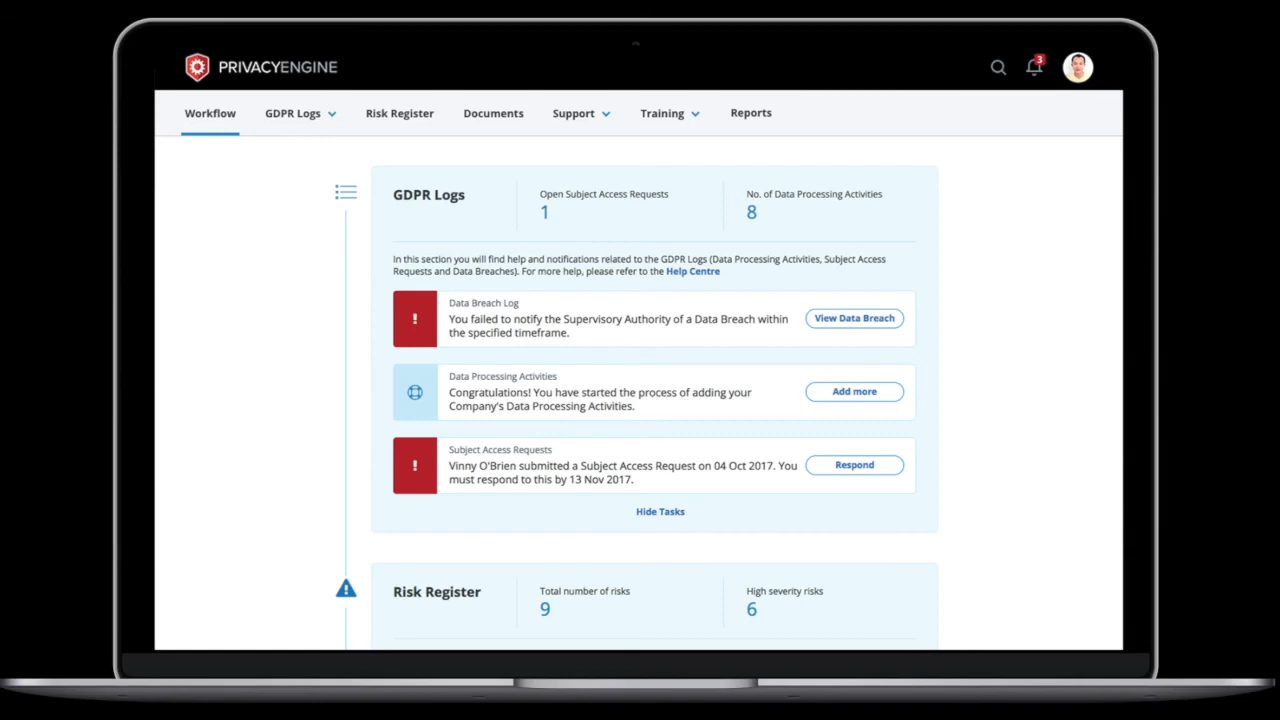 PRIVACYENGINE
3
Workflow
GDPR Logs
Risk Register
Documents
Support
Training
Reports
GDPR Logs
Open Subject Access Requests
1
No. of Data Processing Activities
8
In this section you will find help and notifications related to the GDPR Logs (Data Processing Activities, Subject Access
Requests and Data Breaches). For more help, please refer to the Help Centre
!
Data Breach Log
You failed to notify the Supervisory Authority of a Data Breach within
the specified timeframe.
View Data Breach
Data Processing Activities
Congratulations! You have started the process of adding your
Company's Data Processing Activities.
Add more
!
Subject Access Requests
Vinny O'Brien submitted a Subject Access Request on 04 Oct 2017. You
must respond to this by 13 Nov 2017.
Respond
Hide Tasks
!
Risk Register
Total number of risks
9
High severity risks
6